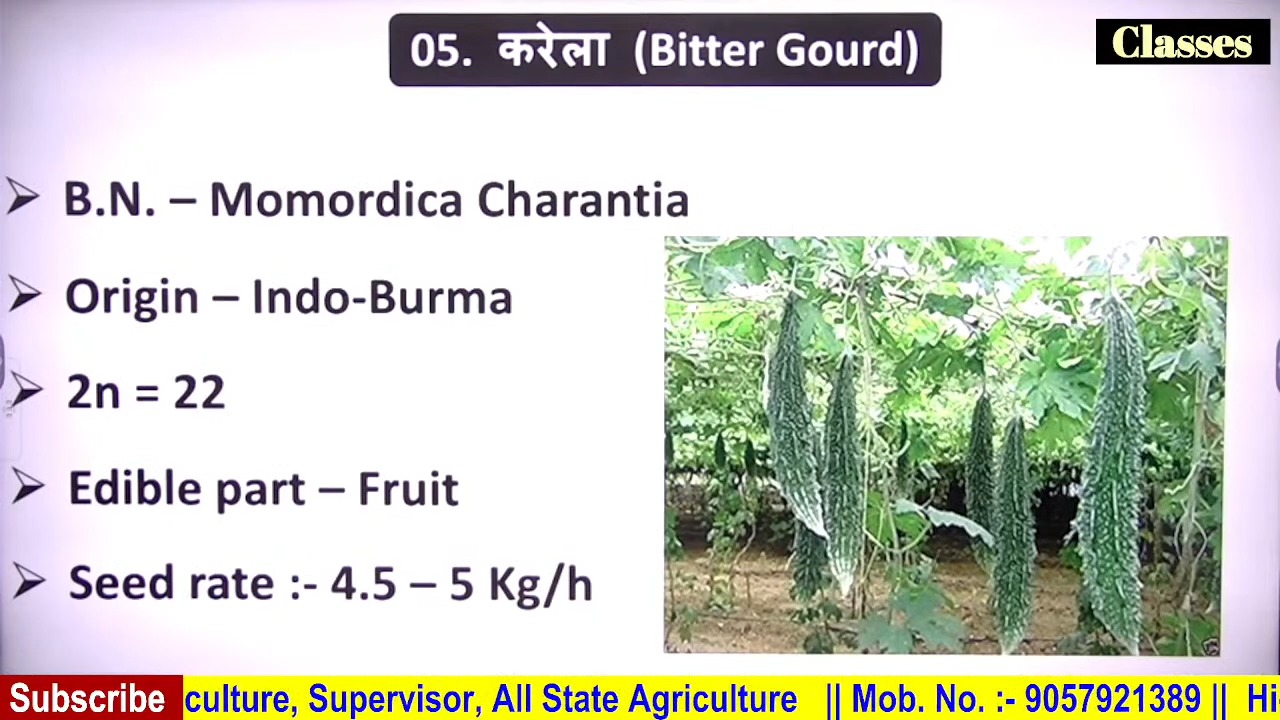 05. करेला (Bitter Gourd)
Classes
B.N. – Momordica Charantia
Origin – Indo-Burma
2n = 22
Edible part – Fruit
Seed rate :- 4.5 – 5 Kg/h
Subscribe culture, Supervisor, All State Agriculture || Mob. No. :- 9057921389 || Hi